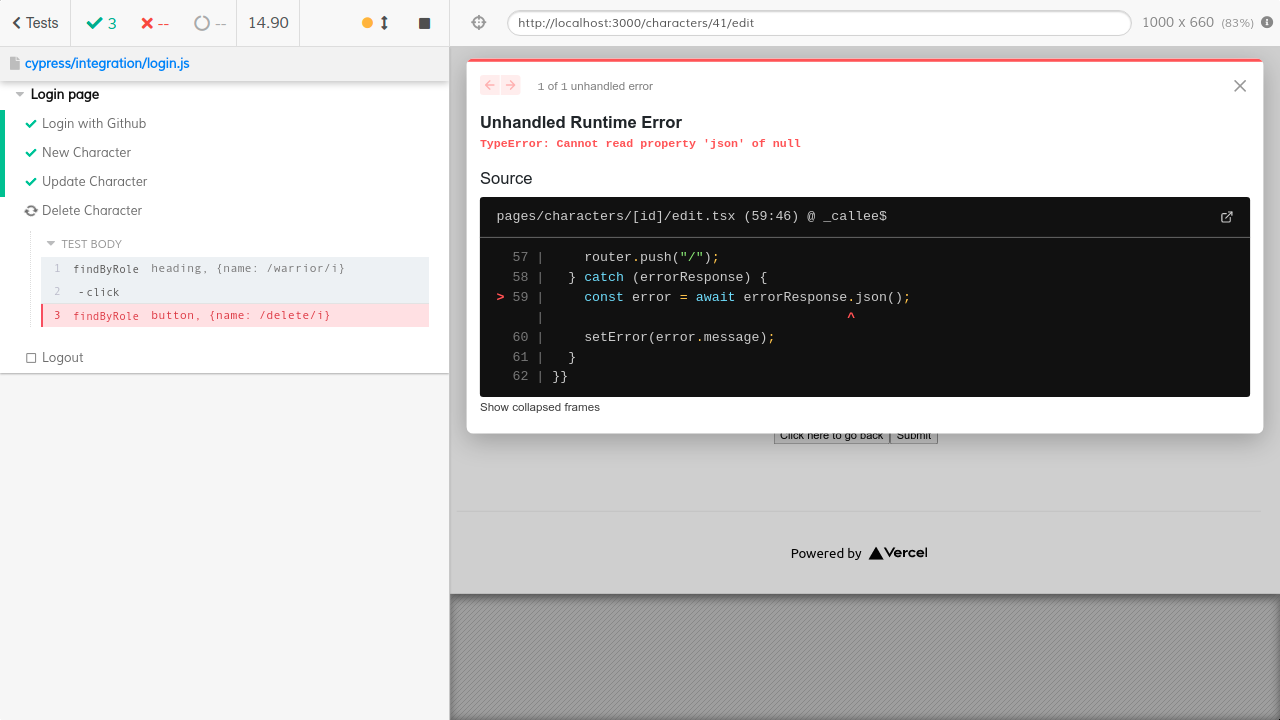 Tests
3
--
--
14.90
http://localhost:3000/characters/41/edit
1000 x 660 (83%)
cypress/integration/login.js
Login page
Login with Github
New Character
Update Character
Delete Character
TEST BODY
1 findByRole heading, {name: /warrior/i}
2 -click
3 findByRole button, {name: /delete/i}
Logout
1 of 1 unhandled error
Unhandled Runtime Error
TypeError: Cannot read property 'json' of null
Source
pages/characters/[id]/edit.tsx (59:46) @ _callee$
57 | router.push("/");
58 | } catch (errorResponse) {
> 59 | const error = await errorResponse.json();
| ^
60 | setError(error.message);
61 | }
62 | }}
Show collapsed frames
Click here to go back Submit
Powered by Vercel